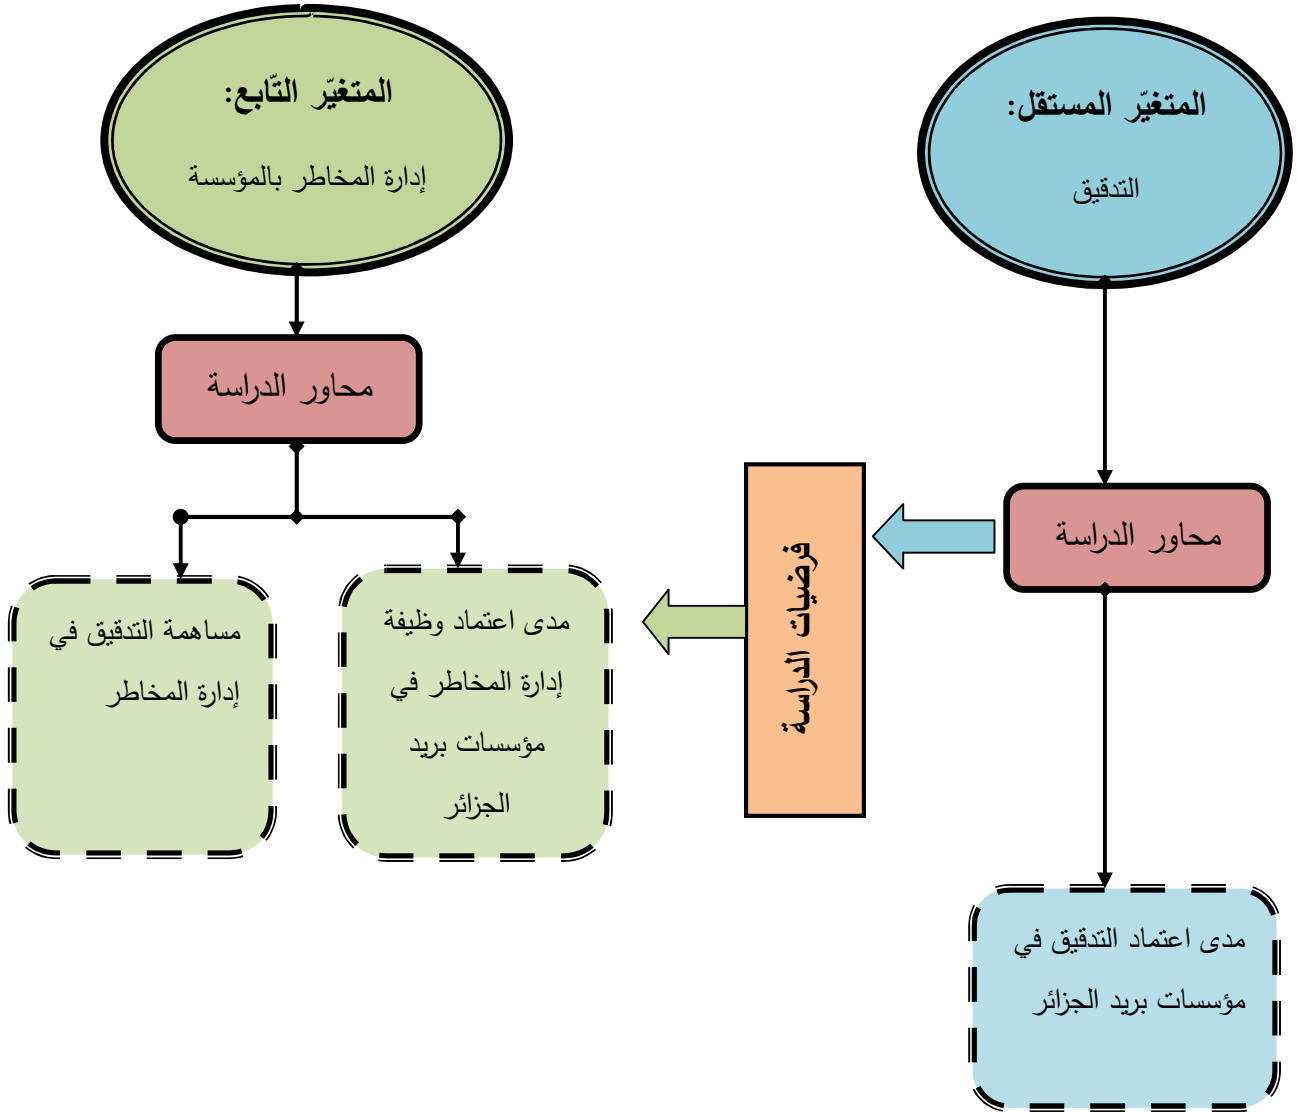 المتغيّر المستقل:
التدقيق
محاور الدراسة
مدى اعتماد التدقيق في
مؤسسات بريد الجزائر
فرضيات الدراسة
المتغيّر التّابع:
إدارة المخاطر بالمؤسسة
محاور الدراسة
مدى اعتماد وظيفة
إدارة المخاطر في
مؤسسات بريد
الجزائر
مساهمة التدقيق في
إدارة المخاطر